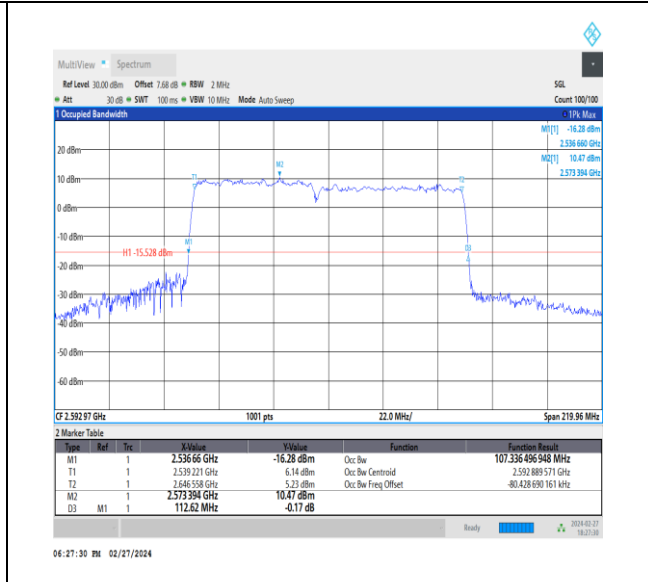 MultiView Spectrum
Ref Level 30.00 dBm Offset 7.68 dB RBW 2 MHz SGL
Att 30 dB SWT 100 ms VBW 10 MHz Mode Auto Sweep Count 100/100
1 Occupied Bandwidth 1Pk Max
M1[1] -16.28 dBm
2.536 660 GHz
M2[1] 10.47 dBm
2.573 394 GHz
20 dBm
M2
T1
T2
10 dBm
0 dBm
-10 dBm
M1
D3
H1 -15.528 dBm
-20 dBm
-30 dBm
-40 dBm
-50 dBm
-60 dBm
CF 2.592 97 GHz 1001 pts 22.0 MHz/ Span 219.96 MHz
2 Marker Table
Type Ref Trc X-Value Y-Value Function Function Result
M1 1 2.536 66 GHz -16.28 dBm Occ Bw 107.336 496 948 MHz
T1 1 2.539 221 GHz 6.14 dBm Occ Bw Centroid 2.592 889 571 GHz
T2 1 2.646 558 GHz 5.23 dBm Occ Bw Freq Offset -80.428 690 161 kHz
M2 1 2.573 394 GHz 10.47 dBm
D3 M1 1 112.62 MHz -0.17 dB
Ready 2024-02-27
18:27:30
06:27:30 PM 02/27/2024